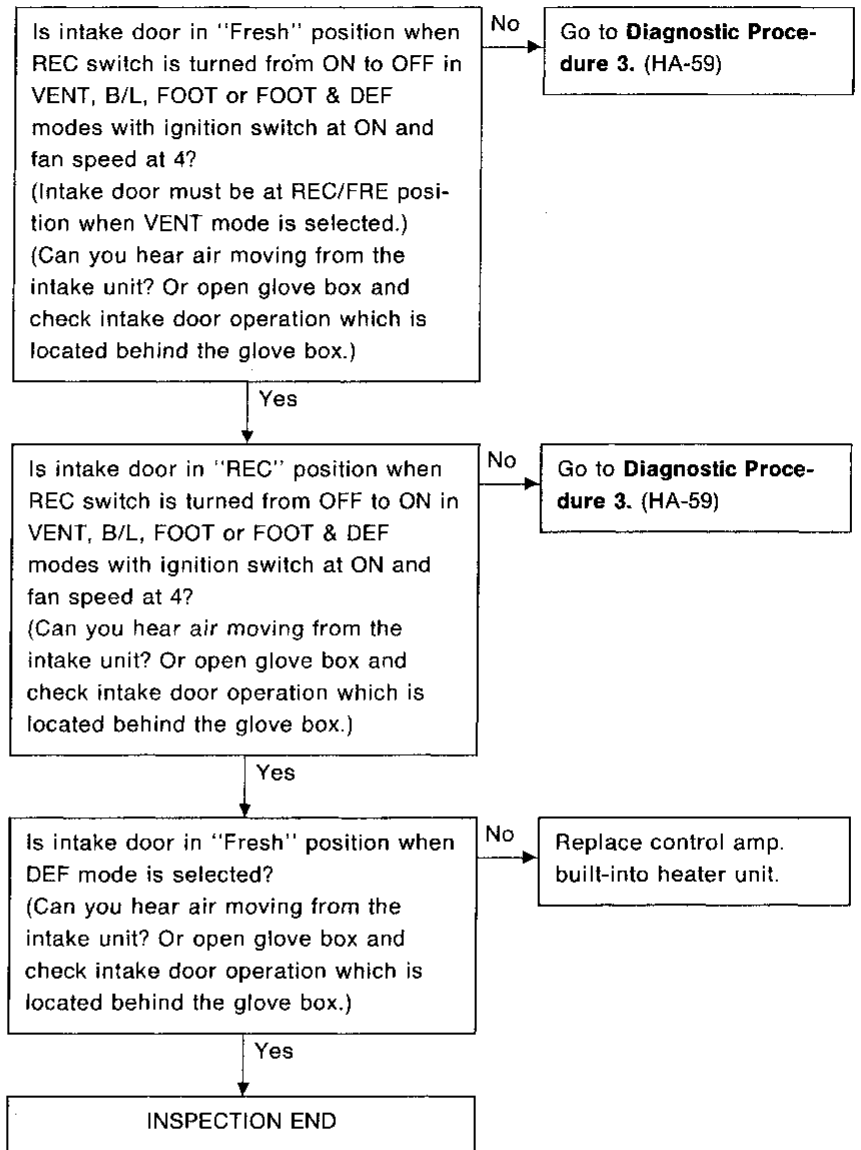 Is intake door in "Fresh" position when
REC switch is turned from ON to OFF in
VENT, B/L, FOOT or FOOT & DEF
modes with ignition switch at ON and
fan speed at 4?
(Intake door must be at REC/FRE posi-
tion when VENT mode is selected.)
(Can you hear air moving from the
intake unit? Or open glove box and
check intake door operation which is
located behind the glove box.)
No
Go to Diagnostic Proce-
dure 3. (HA-59)
Yes
Is intake door in "REC" position when
REC switch is turned from OFF to ON in
VENT, B/L, FOOT or FOOT & DEF
modes with ignition switch at ON and
fan speed at 4?
(Can you hear air moving from the
intake unit? Or open glove box and
check intake door operation which is
located behind the glove box.)
No
Go to Diagnostic Proce-
dure 3. (HA-59)
Yes
Is intake door in "Fresh" position when
DEF mode is selected?
(Can you hear air moving from the
intake unit? Or open glove box and
check intake door operation which is
located behind the glove box.)
No
Replace control amp.
built-into heater unit.
Yes
INSPECTION END